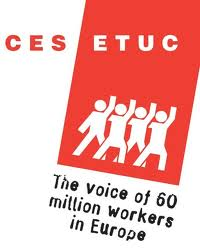 CES ETUC
The voice of 60
million workers
in Europe